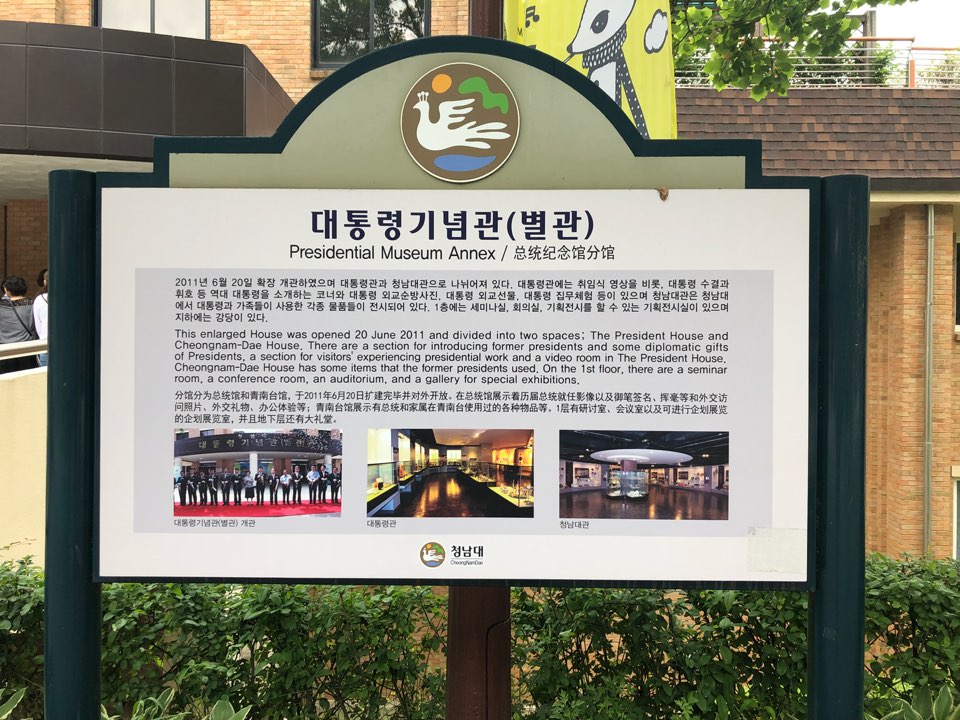 대통령기념관(별관)
Presidential Museum Annex / 总统纪念馆分馆
2011년 6월 20일 확장 개관하였으며 대통령관과 청남대관으로 나뉘어져 있다. 대통령관에는 취임식 영상을 비롯, 대통령 수결과
휘호 등 역대 대통령을 소개하는 코너와 대통령 외교순방사진, 대통령 외교선물, 대통령 집무체험 등이 있으며 청남대관은 청남대
에서 대통령과 가족들이 사용한 각종 물품들이 전시되어 있다. 1층에는 세미나실, 회의실, 기획전시를 할 수 있는 기획전시실이 있으며
지하에는 강당이 있다.
This enlarged House was opened 20 June 2011 and divided into two spaces; The President House and
Cheongnam-Dae House. There are a section for introducing former presidents and some diplomatic gifts
of Presidents, a section for visitors' experiencing presidential work and a video room in The President House.
Cheongnam-Dae House has some items that the former presidents used. On the 1st floor, there are a seminar
room, a conference room, an auditorium, and a gallery for special exhibitions.
分馆分为总统馆和青南台馆，于2011年6月20日扩建完毕并对外开放。在总统馆展示着历届总统就任影像以及御笔签名、挥毫等和外交访
问照片、外交礼物、办公体验等；青南台馆展示有总统和家属在青南台使用过的各种物品等。1层有研讨室、会议室以及可进行企划展览
的企划展览室，并且地下层还有大礼堂。
대통령기념관(별관)
대통령기념관(별관) 개관
대통령관
청남대관
청남대
CheongNamDae